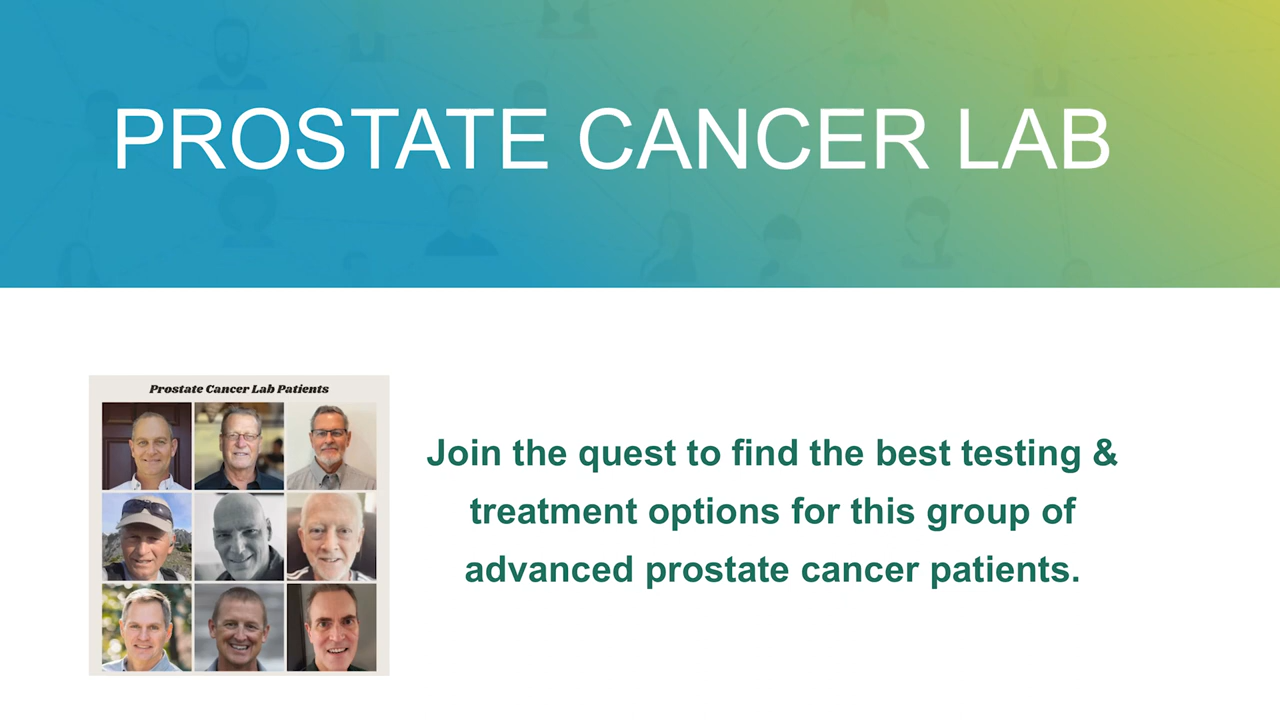 PROSTATE CANCER LAB
Prostate Cancer Lab Patients
Join the quest to find the best testing &
treatment options for this group of
advanced prostate cancer patients.